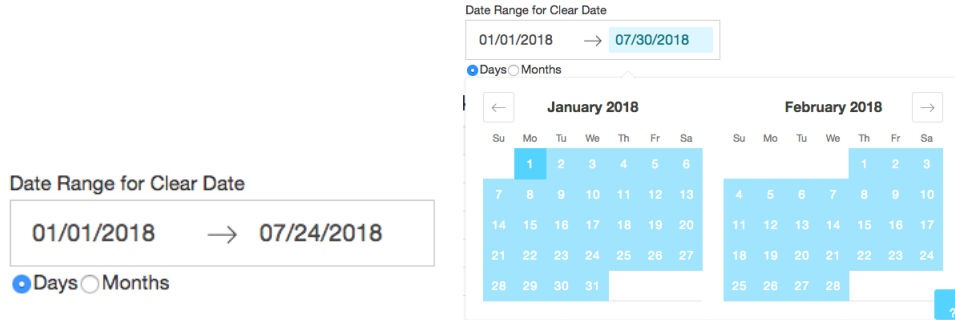 Date Range for Clear Date
01/01/2018 → 07/24/2018
Days Months
Date Range for Clear Date
01/01/2018 → 07/30/2018
Days Months
← January 2018
Su Mo Tu We Th Fr Sa
1 2 3 4 5 6
7 8 9 10 11 12 13
14 15 16 17 18 19 20
21 22 23 24 25 26 27
28 29 30 31
February 2018 →
Su Mo Tu We Th Fr Sa
1 2 3
4 5 6 7 8 9 10
11 12 13 14 15 16 17
18 19 20 21 22 23 24
25 26 27 28
?